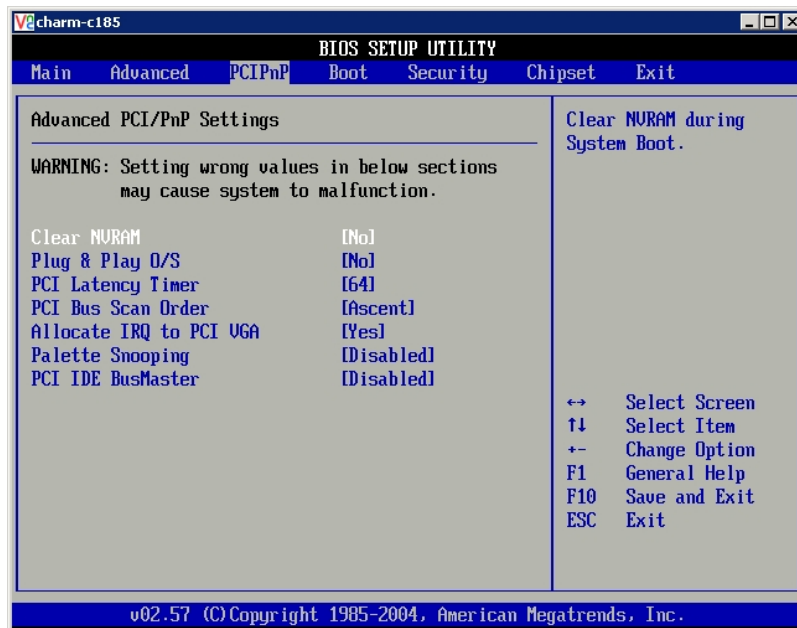 charm-c185
BIOS SETUP UTILITY
Main Advanced PCIPnP Boot Security Chipset Exit
Advanced PCI/PnP Settings
WARNING: Setting wrong values in below sections
may cause system to malfunction.
Clear NVRAM [No]
Plug & Play O/S [No]
PCI Latency Timer [64]
PCI Bus Scan Order [Ascent]
Allocate IRQ to PCI VGA [Yes]
Palette Snooping [Disabled]
PCI IDE BusMaster [Disabled]
Clear NVRAM during
System Boot.
↔ Select Screen
↑↓ Select Item
+- Change Option
F1 General Help
F10 Save and Exit
ESC Exit
v02.57 (C)Copyright 1985-2004, American Megatrends, Inc.